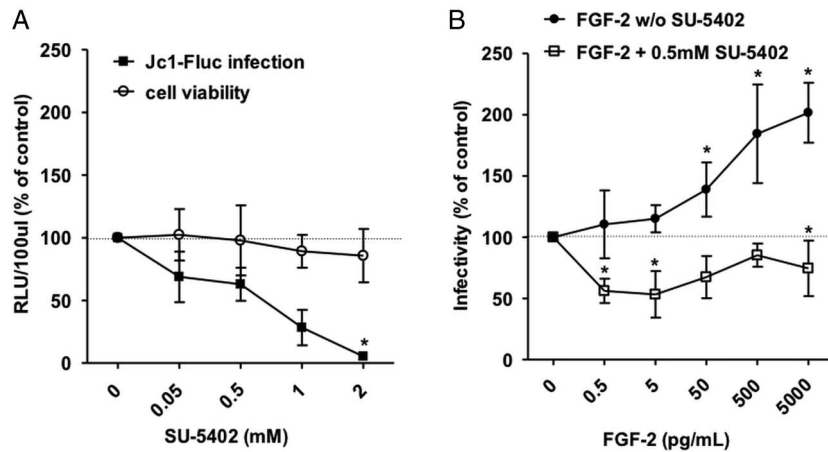 A
Jc1-Fluc infection
cell viability
RLU/100ul (% of control)
250
200
150
100
50
0
*
0
0.05
0.5
1
2
SU-5402 (mM)
B
FGF-2 w/o SU-5402
FGF-2 + 0.5mM SU-5402
Infectivity (% of control)
250
200
150
100
50
0
* * *
* * *
0
0.5
5
50
500
5000
FGF-2 (pg/mL)